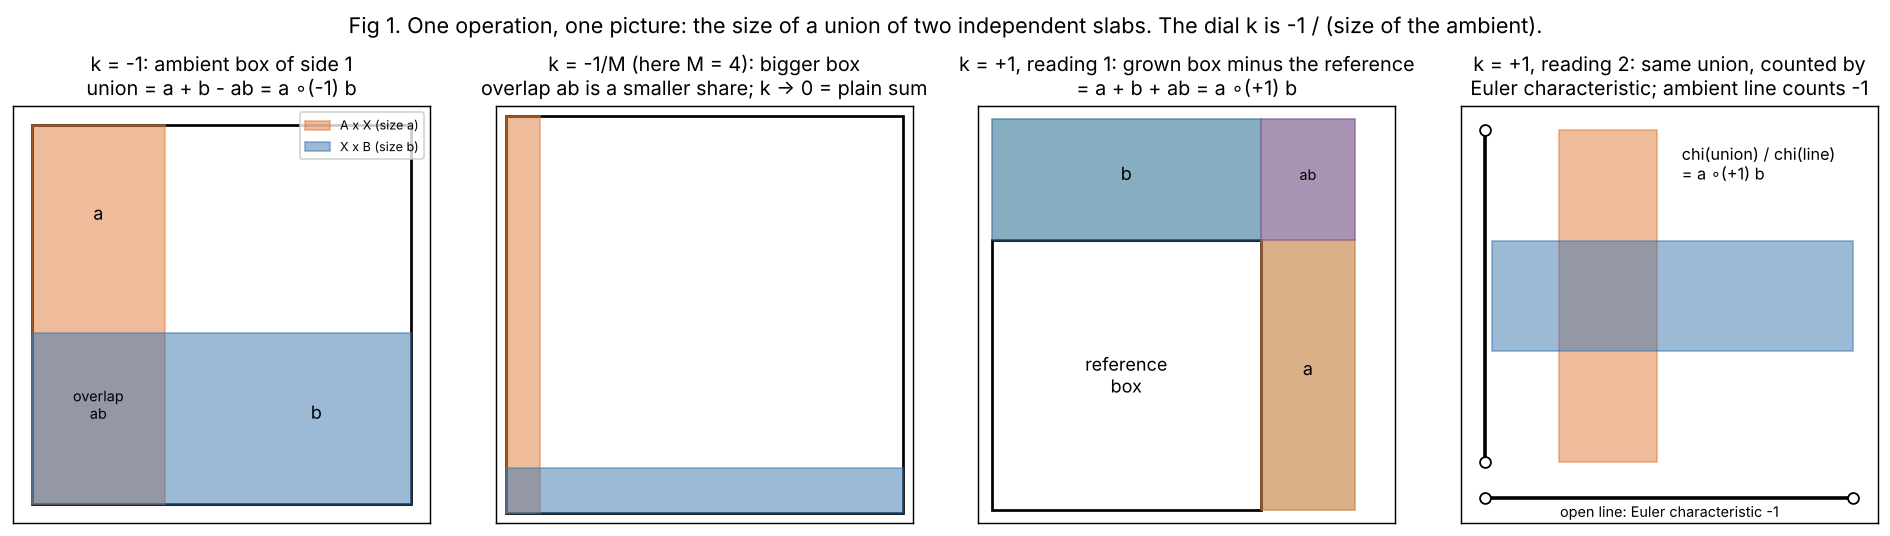 Fig 1. One operation, one picture: the size of a union of two independent slabs. The dial k is -1 / (size of the ambient).
k = -1: ambient box of side 1
union = a + b - ab = a ∘(-1) b
A x X (size a)
X x B (size b)
a
overlap
ab
b
k = -1/M (here M = 4): bigger box
overlap ab is a smaller share; k → 0 = plain sum
k = +1, reading 1: grown box minus the reference
= a + b + ab = a ∘(+1) b
b
ab
reference
box
a
k = +1, reading 2: same union, counted by
Euler characteristic; ambient line counts -1
chi(union) / chi(line)
= a ∘(+1) b
open line: Euler characteristic -1